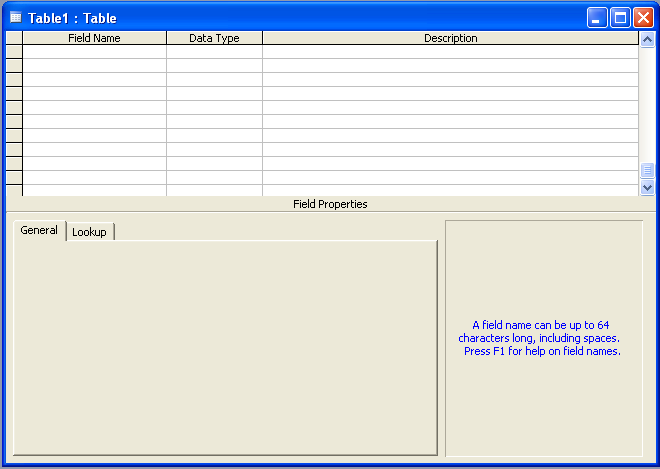 Table1 : Table
Field Name Data Type Description
Field Properties
General Lookup
A field name can be up to 64
characters long, including spaces.
Press F1 for help on field names.